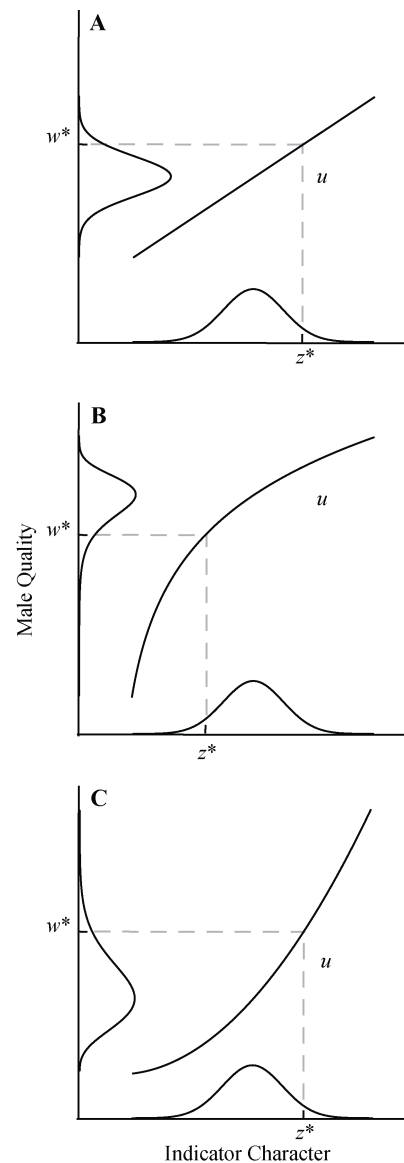 A
w*
u
z*
B
w*
u
z*
Male Quality
C
w*
u
z*
Indicator Character